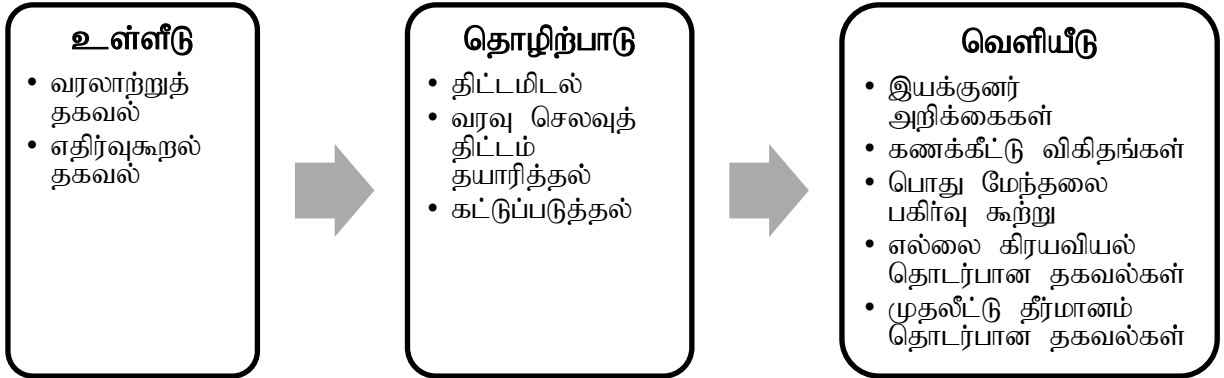 உள்ளீடு
• வரலாற்றுத்
தகவல்
• எதிர்வுகூறல்
தகவல்
தொழிற்பாடு
• திட்டமிடல்
• வரவு செலவுத்
திட்டம்
தயாரித்தல்
• கட்டுப்படுத்தல்
வெளியீடு
• இயக்குனர்
அறிக்கைகள்
• கணக்கீட்டு விகிதங்கள்
• பொது மேந்தலை
பகிர்வு கூற்று
• எல்லை கிரயவியல்
தொடர்பான தகவல்கள்
• முதலீட்டு தீர்மானம்
தொடர்பான தகவல்கள்